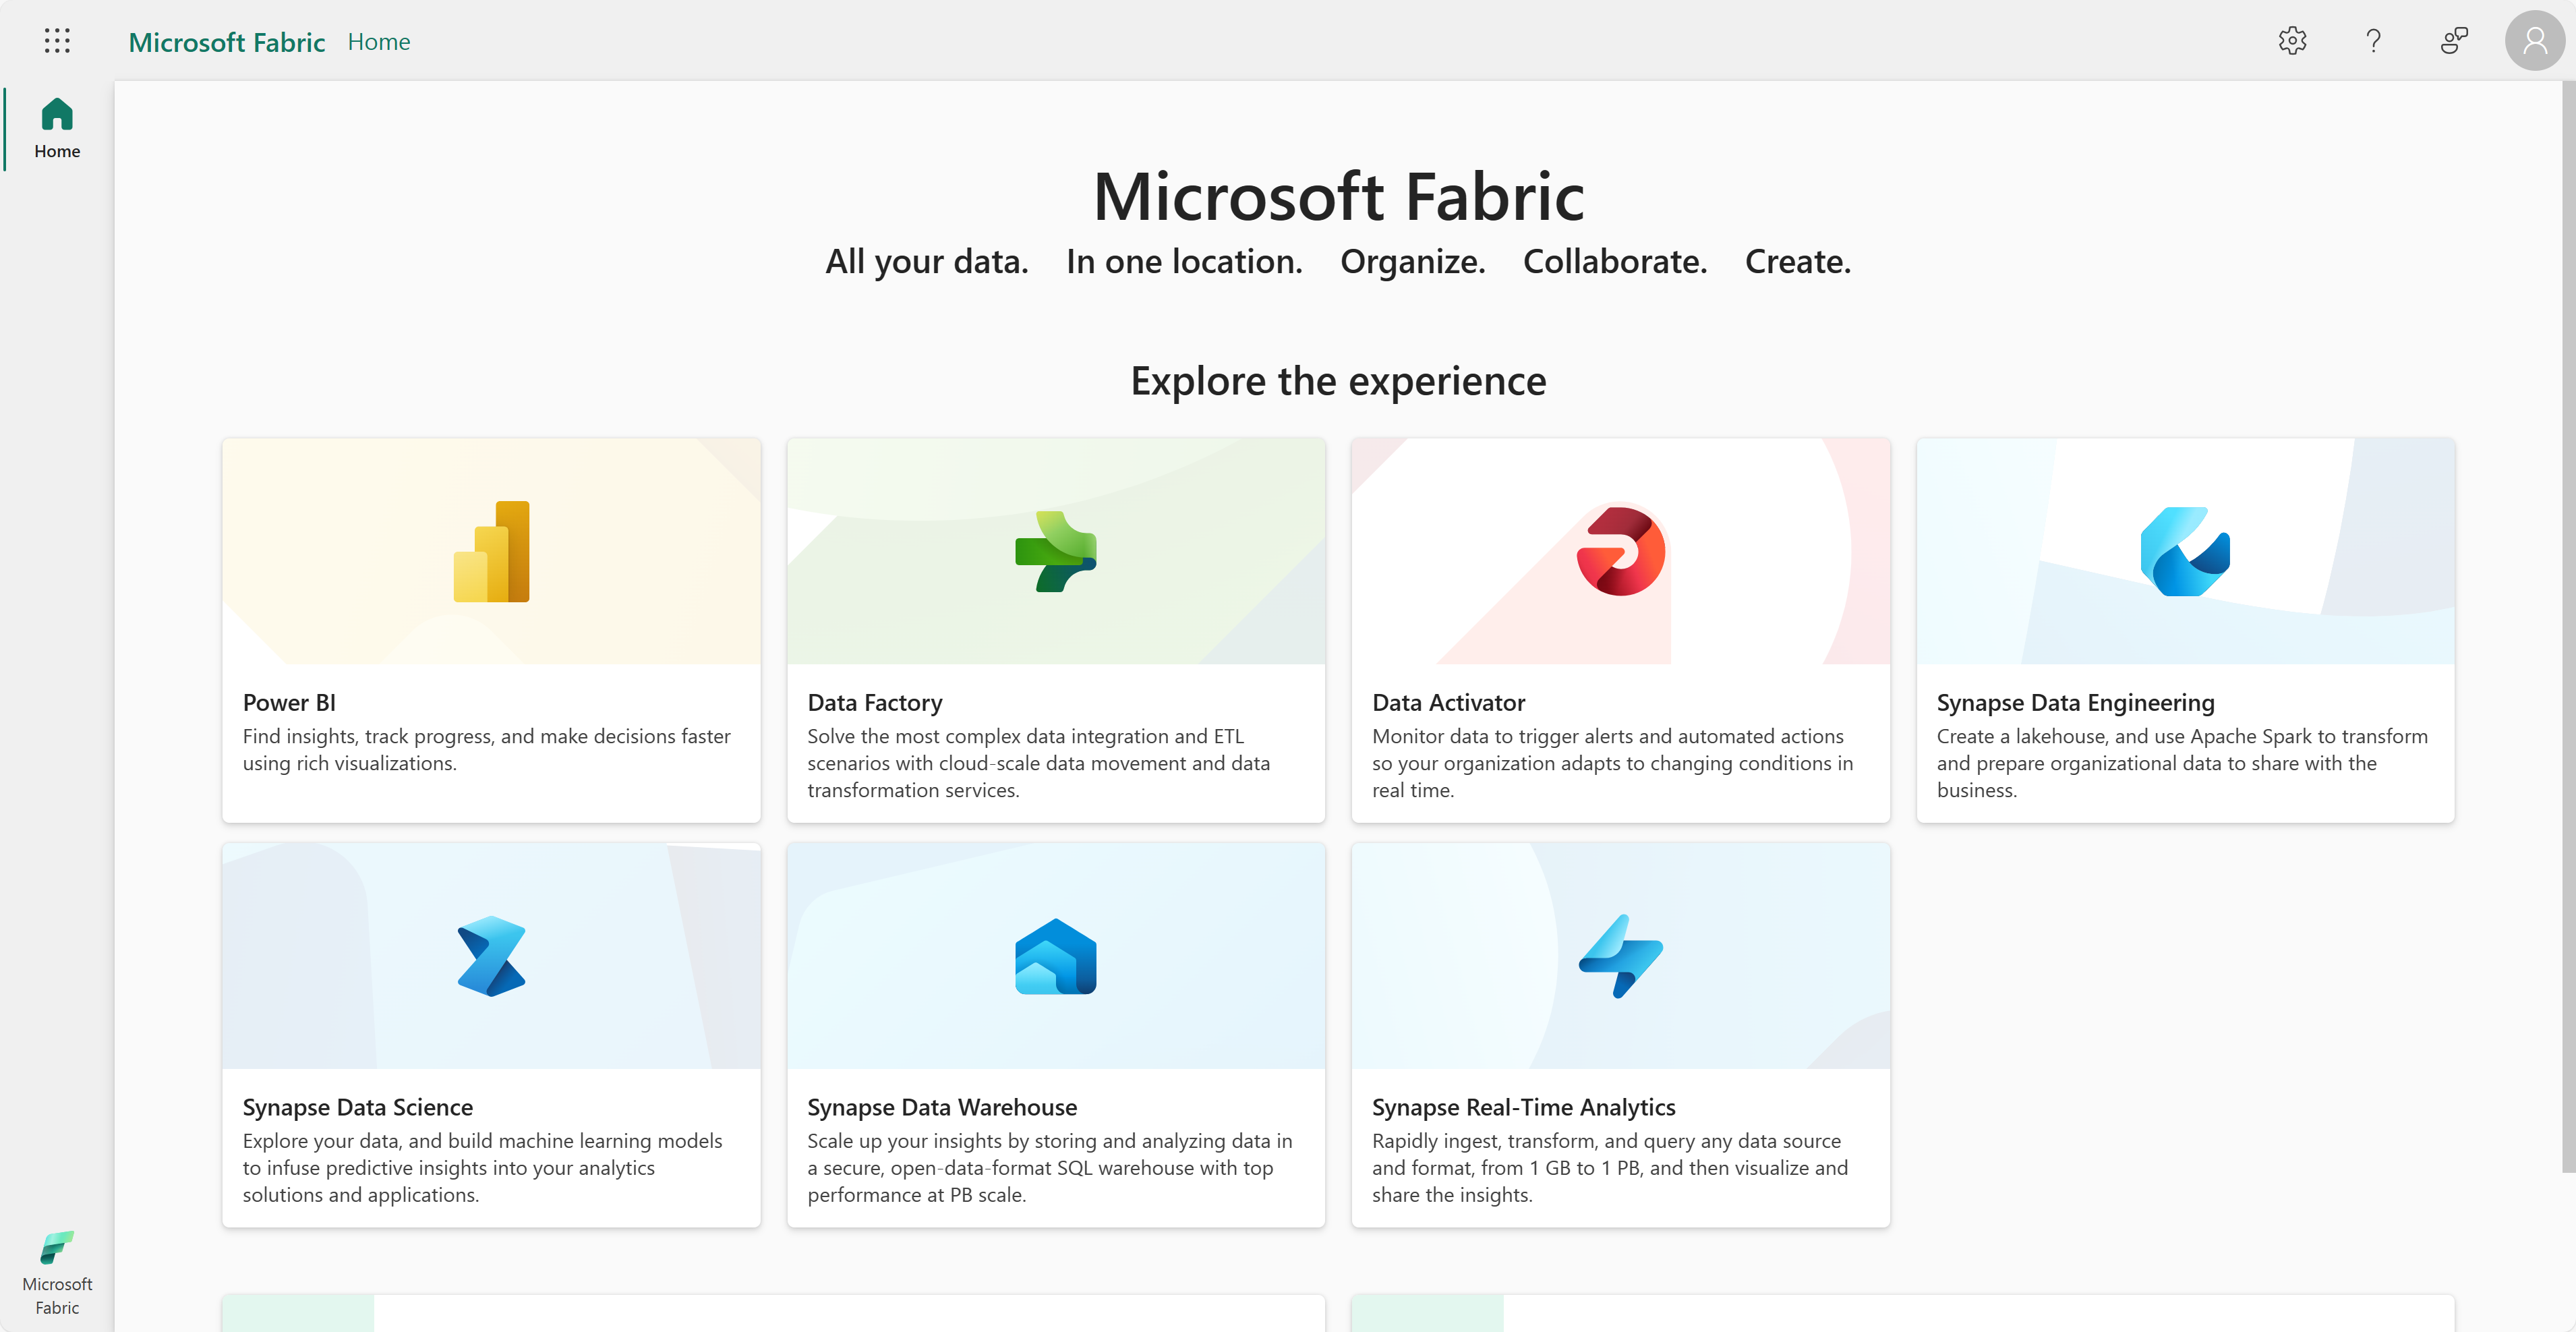 Microsoft Fabric Home
Home
Microsoft Fabric
All your data. In one location. Organize. Collaborate. Create.
Explore the experience
Power BI
Find insights, track progress, and make decisions faster
using rich visualizations.
Data Factory
Solve the most complex data integration and ETL
scenarios with cloud-scale data movement and data
transformation services.
Data Activator
Monitor data to trigger alerts and automated actions
so your organization adapts to changing conditions in
real time.
Synapse Data Engineering
Create a lakehouse, and use Apache Spark to transform
and prepare organizational data to share with the
business.
Synapse Data Science
Explore your data, and build machine learning models
to infuse predictive insights into your analytics
solutions and applications.
Synapse Data Warehouse
Scale up your insights by storing and analyzing data in
a secure, open-data-format SQL warehouse with top
performance at PB scale.
Synapse Real-Time Analytics
Rapidly ingest, transform, and query any data source
and format, from 1 GB to 1 PB, and then visualize and
share the insights.
Microsoft
Fabric